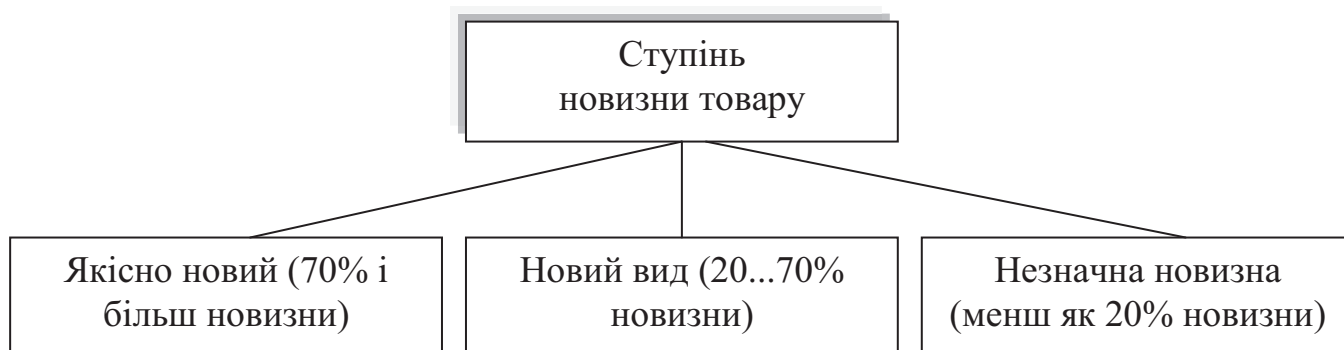 Ступінь
новизни товару
Якісно новий (70% і
більш новизни)
Новий вид (20...70%
новизни)
Незначна новизна
(менш як 20% новизни)